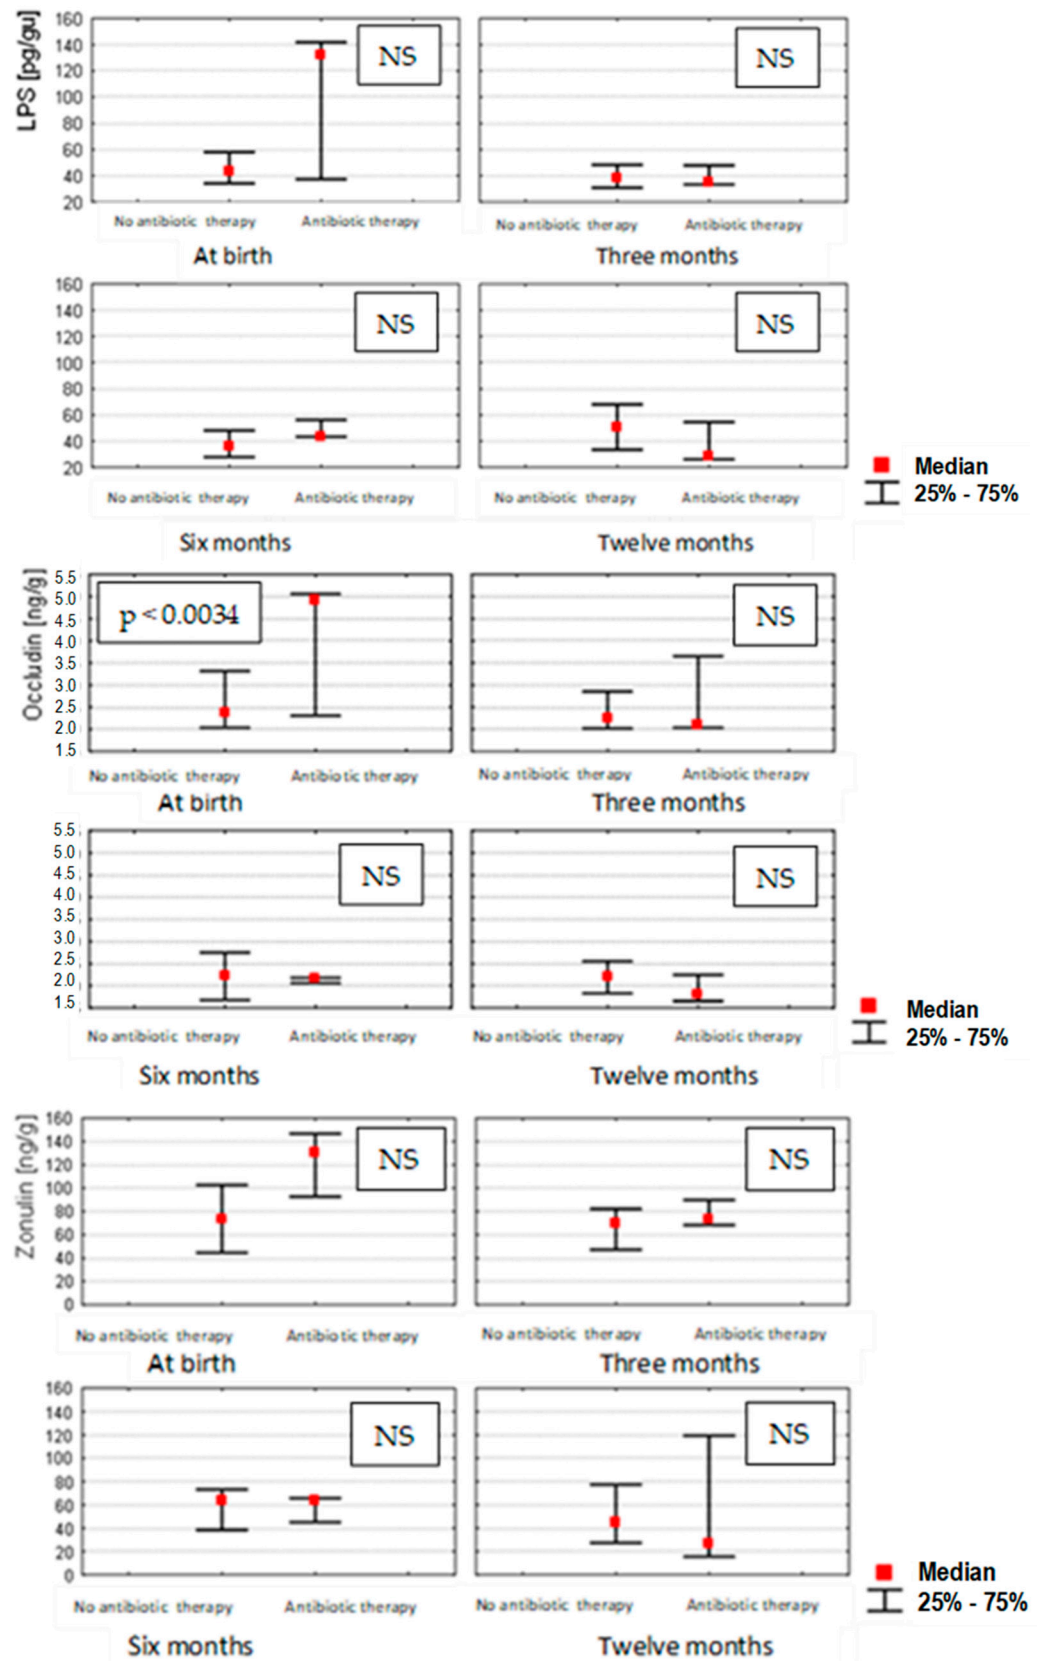 LPS [pg/gu]
160
140
120
100
80
60
40
20
NS
NS
No antibiotic therapy
Antibiotic therapy
No antibiotic therapy
Antibiotic therapy
At birth
Three months
160
140
120
100
80
60
40
20
NS
NS
No antibiotic therapy
Antibiotic therapy
No antibiotic therapy
Antibiotic therapy
Six months
Twelve months
Median
25% - 75%
Occludin [ng/g]
5.5
5.0
4.5
4.0
3.5
3.0
2.5
2.0
1.5
p < 0.0034
NS
No antibiotic therapy
Antibiotic therapy
No antibiotic therapy
Antibiotic therapy
At birth
Three months
5.5
5.0
4.5
4.0
3.5
3.0
2.5
2.0
1.5
NS
NS
No antibiotic therapy
Antibiotic therapy
No antibiotic therapy
Antibiotic therapy
Six months
Twelve months
Median
25% - 75%
Zonulin [ng/g]
160
140
120
100
80
60
40
20
0
NS
NS
No antibiotic therapy
Antibiotic therapy
No antibiotic therapy
Antibiotic therapy
At birth
Three months
160
140
120
100
80
60
40
20
0
NS
NS
No antibiotic therapy
Antibiotic therapy
No antibiotic therapy
Antibiotic therapy
Six months
Twelve months
Median
25% - 75%